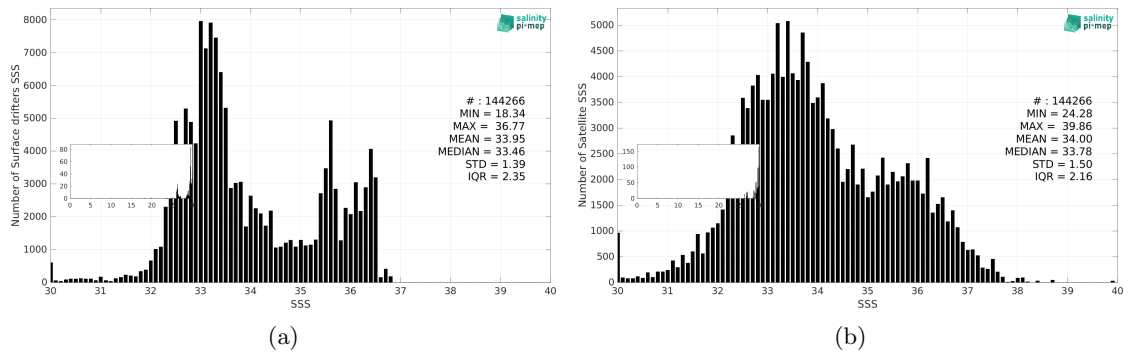 8000
7000
6000
5000
4000
3000
2000
1000
0
Number of Surface drifters SSS
salinity
pi-mep
# : 144266
MIN = 18.34
MAX = 36.77
MEAN = 33.95
MEDIAN = 33.46
STD = 1.39
IQR = 2.35
80
60
40
20
0
0 5 10 15 20
30 31 32 33 34 35 36 37 38 39 40
SSS
(a)
5000
4500
4000
3500
3000
2500
2000
1500
1000
500
0
Number of Satellite SSS
salinity
pi-mep
# : 144266
MIN = 24.28
MAX = 39.86
MEAN = 34.00
MEDIAN = 33.78
STD = 1.50
IQR = 2.16
150
100
50
0
0 5 10 15 20
30 31 32 33 34 35 36 37 38 39 40
SSS
(b)